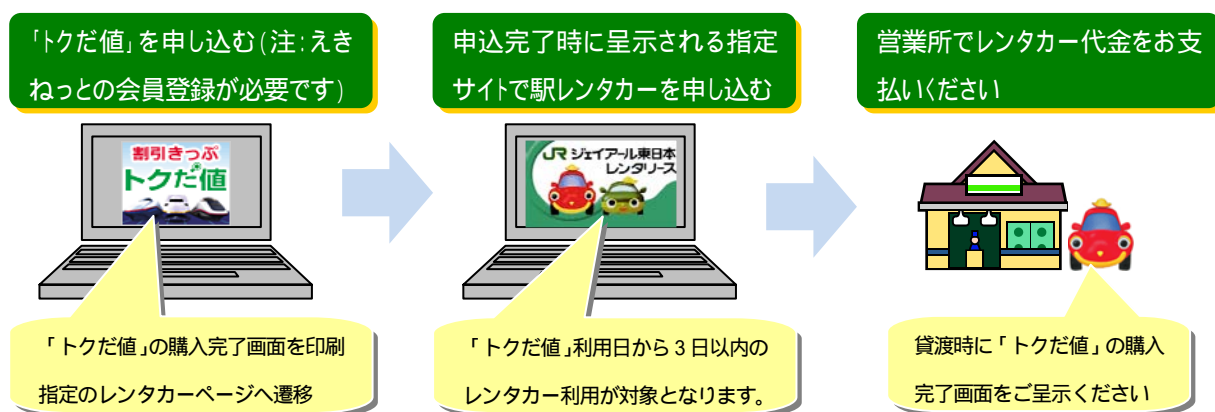 「トクだ値」を申し込む(注:えき
ねっとの会員登録が必要です)
申込完了時に呈示される指定
サイトで駅レンタカーを申し込む
営業所でレンタカー代金をお支
払いください
割引きっぷ
トクだ値
JR ジェイアール東日本
レンタリース
「トクだ値」の購入完了画面を印刷
指定のレンタカーページへ遷移
「トクだ値」利用日から3日以内の
レンタカー利用が対象となります。
貸渡時に「トクだ値」の購入
完了画面をご呈示ください